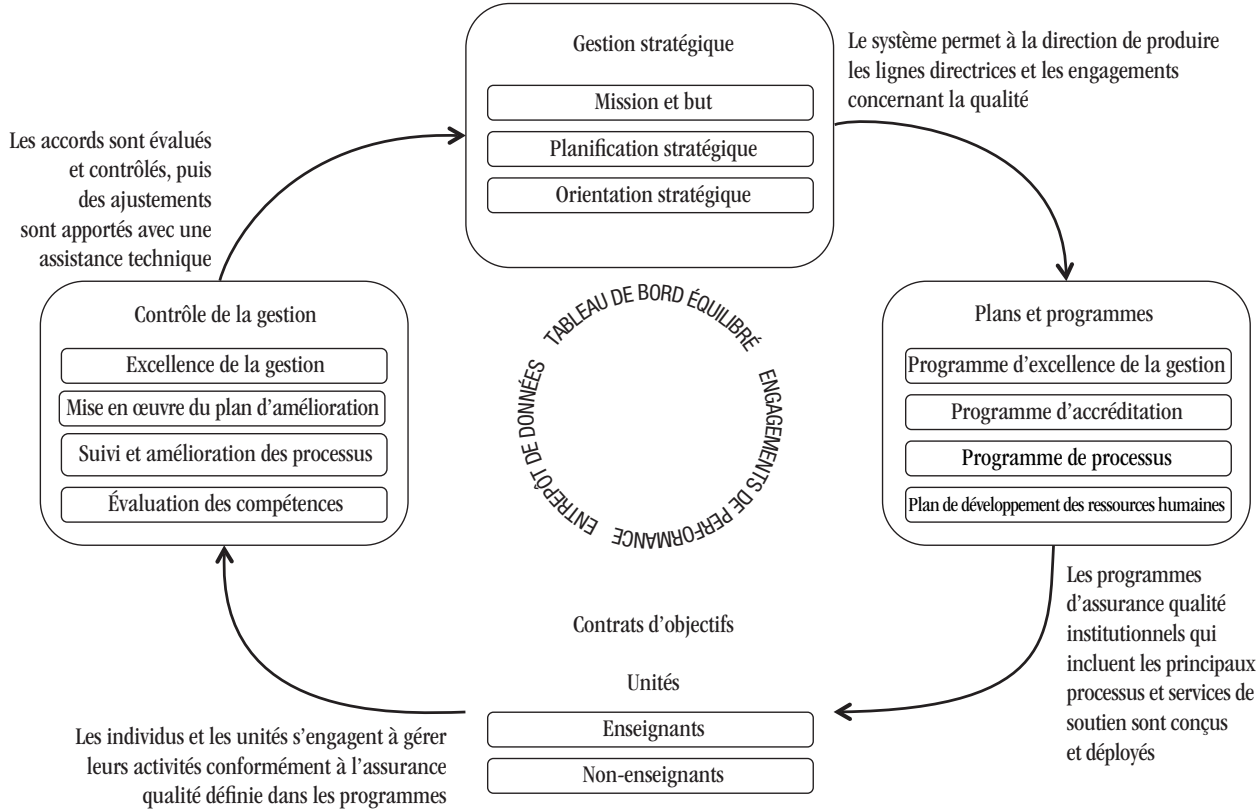 Gestion stratégique
Mission et but
Planification stratégique
Orientation stratégique
Le système permet à la direction de produire
les lignes directrices et les engagements
concernant la qualité
Plans et programmes
Programme d'excellence de la gestion
Programme d'accréditation
Programme de processus
Plan de développement des ressources humaines
Les programmes
d'assurance qualité
institutionnels qui
incluent les principaux
processus et services de
soutien sont conçus
et déployés
Contrats d'objectifs
Unités
Enseignants
Non-enseignants
Les individus et les unités s'engagent à gérer
leurs activités conformément à l'assurance
qualité définie dans les programmes
Contrôle de la gestion
Excellence de la gestion
Mise en œuvre du plan d'amélioration
Suivi et amélioration des processus
Évaluation des compétences
Les accords sont évalués
et contrôlés, puis
des ajustements
sont apportés avec une
assistance technique
TABLEAU DE BORD ÉQUILIBRÉ
ENGAGEMENTS DE PERFORMANCE
ENTREPÔT DE DONNÉES